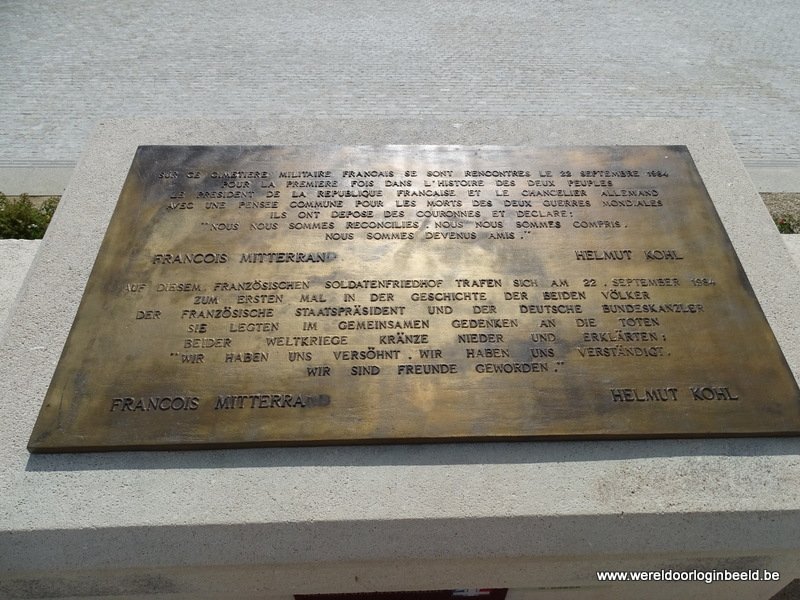 SUR CE CIMETIERE MILITAIRE FRANCAIS SE SONT RENCONTRES LE 22 SEPTEMBRE 1984
POUR LA PREMIERE FOIS DANS L'HISTOIRE DES DEUX PEUPLES
LE PRESIDENT DE LA REPUBLIQUE FRANCAISE ET LE CHANCELIER ALLEMAND
AVEC UNE PENSEE COMMUNE POUR LES MORTS DES DEUX GUERRES MONDIALES
ILS ONT DEPOSE DES COURONNES ET DECLARE:
"NOUS NOUS SOMMES RECONCILIES. NOUS NOUS SOMMES COMPRIS.
NOUS SOMMES DEVENUS AMIS."
FRANCOIS MITTERRAND HELMUT KOHL
AUF DIESEM FRANZÖSISCHEN SOLDATENFRIEDHOF TRAFEN SICH AM 22. SEPTEMBER 1984
ZUM ERSTEN MAL IN DER GESCHICHTE DER BEIDEN VÖLKER
DER FRANZÖSISCHE STAATSPRÄSIDENT UND DER DEUTSCHE BUNDESKANZLER
SIE LEGTEN IM GEMEINSAMEN GEDENKEN AN DIE TOTEN
BEIDER WELTKRIEGE KRÄNZE NIEDER UND ERKLÄRTEN:
"WIR HABEN UNS VERSÖHNT. WIR HABEN UNS VERSTÄNDIGT.
WIR SIND FREUNDE GEWORDEN."
FRANCOIS MITTERRAND HELMUT KOHL
www.wereldoorloginbeeld.be